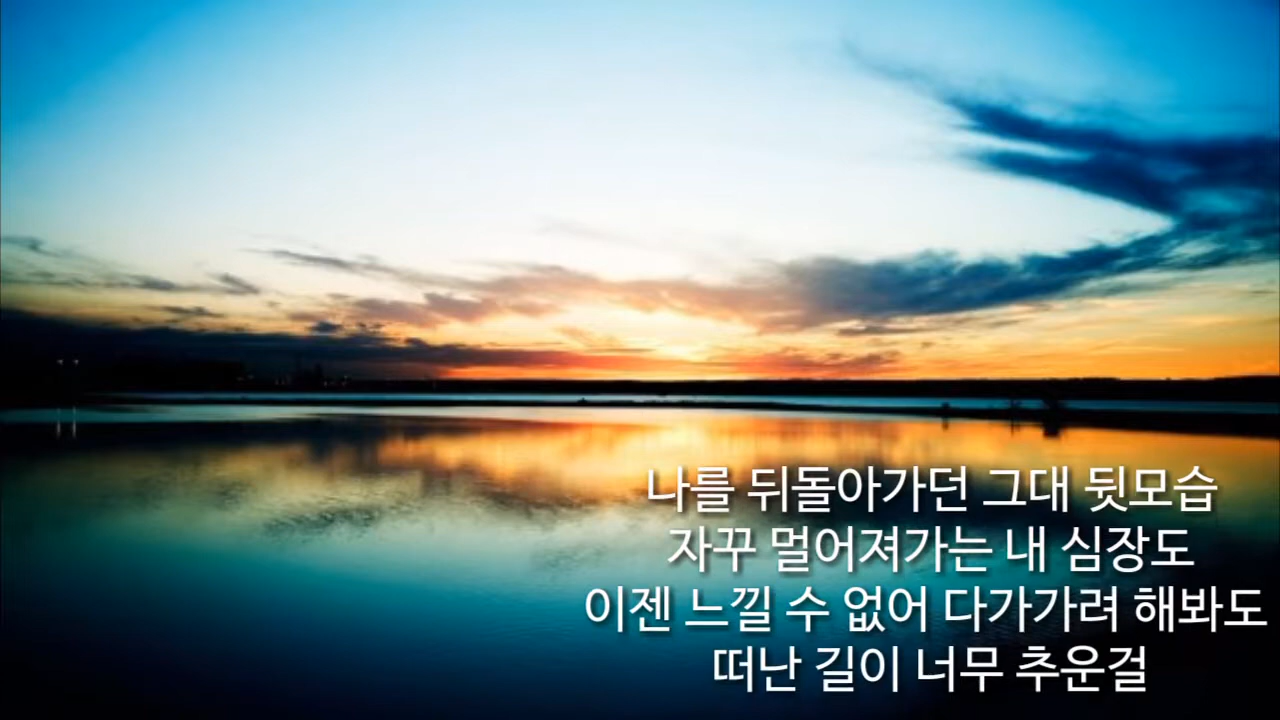 나를 뒤돌아가던 그대 뒷모습
자꾸 멀어져가는 내 심장도
이젠 느낄 수 없어 다가가려 해봐도
떠난 길이 너무 추운걸